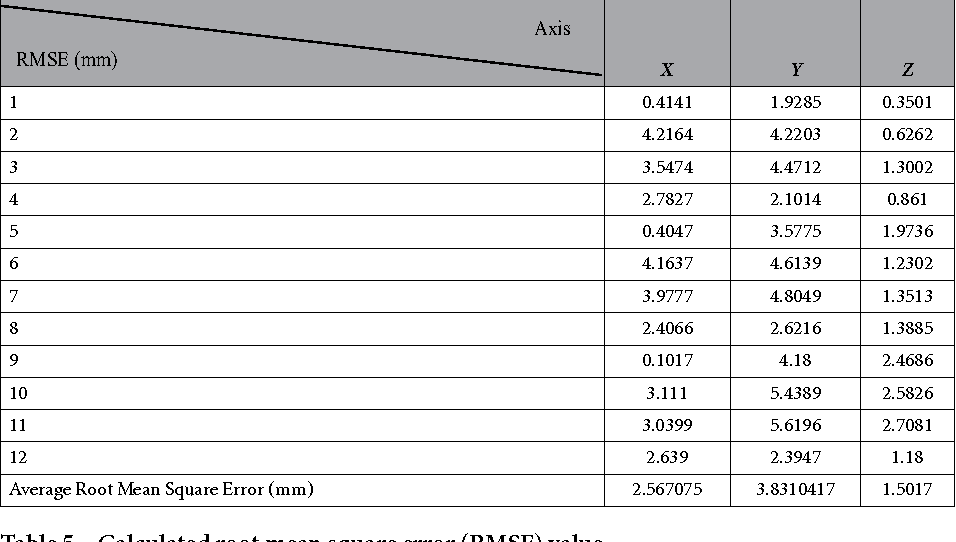 Axis
RMSE (mm) X Y Z
1 0.4141 1.9285 0.3501
2 4.2164 4.2203 0.6262
3 3.5474 4.4712 1.3002
4 2.7827 2.1014 0.861
5 0.4047 3.5775 1.9736
6 4.1637 4.6139 1.2302
7 3.9777 4.8049 1.3513
8 2.4066 2.6216 1.3885
9 0.1017 4.18 2.4686
10 3.111 5.4389 2.5826
11 3.0399 5.6196 2.7081
12 2.639 2.3947 1.18
Average Root Mean Square Error (mm) 2.567075 3.8310417 1.5017
Table 5. Calculated root mean square error (RMSE) value